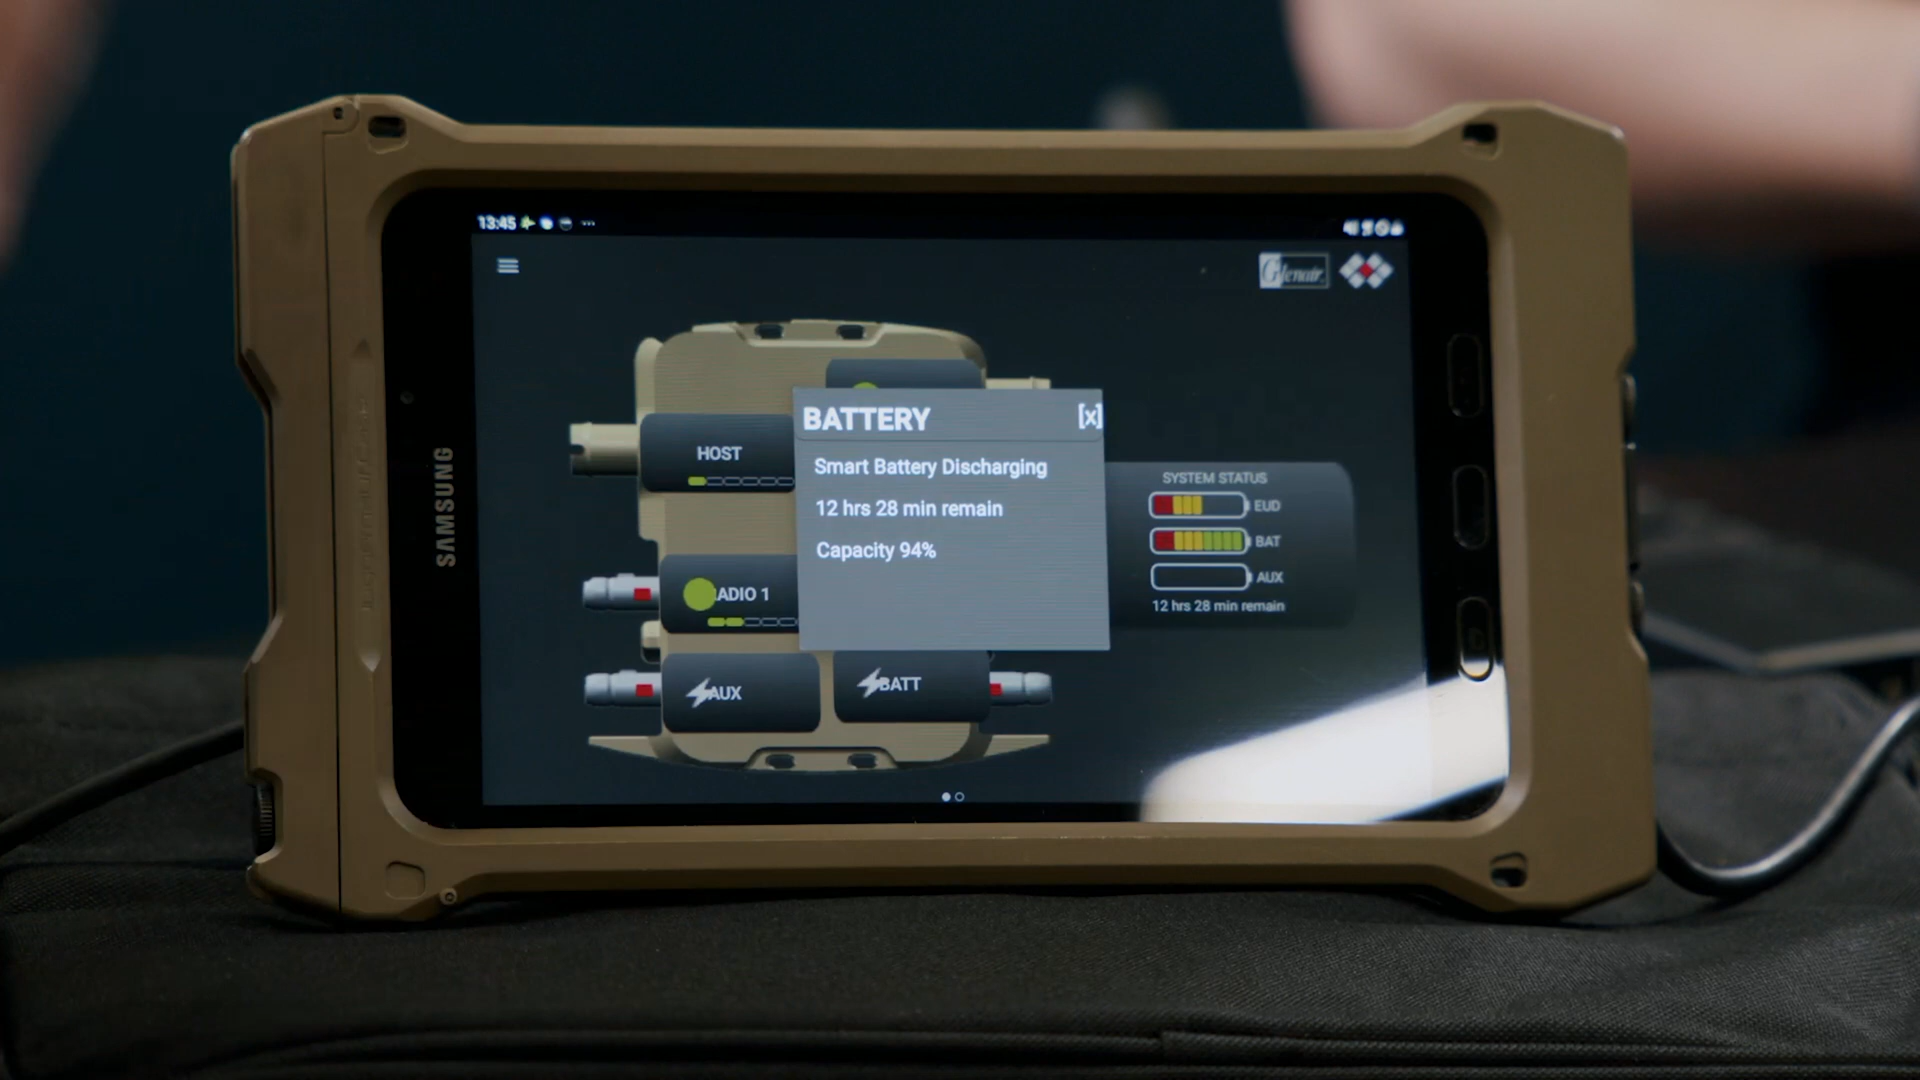 13:45
Glenair
SAMSUNG
HOST
BATTERY [x]
Smart Battery Discharging
12 hrs 28 min remain
Capacity 94%
SYSTEM STATUS
EUD
BAT
AUX
12 hrs 28 min remain
ADIO 1
AUX
BATT